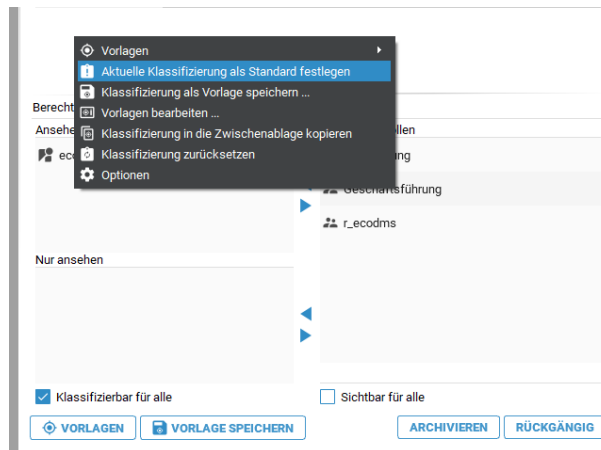 Vorlagen
Aktuelle Klassifizierung als Standard festlegen
Klassifizierung als Vorlage speichern ...
Vorlagen bearbeiten ...
Klassifizierung in die Zwischenablage kopieren
Klassifizierung zurücksetzen
Optionen
Berecht
Ansehe
llen
eco
ng
Geschäftsführung
r_ecodms
Nur ansehen
Klassifizierbar für alle
Sichtbar für alle
VORLAGEN
VORLAGE SPEICHERN
ARCHIVIEREN
RÜCKGÄNGIG